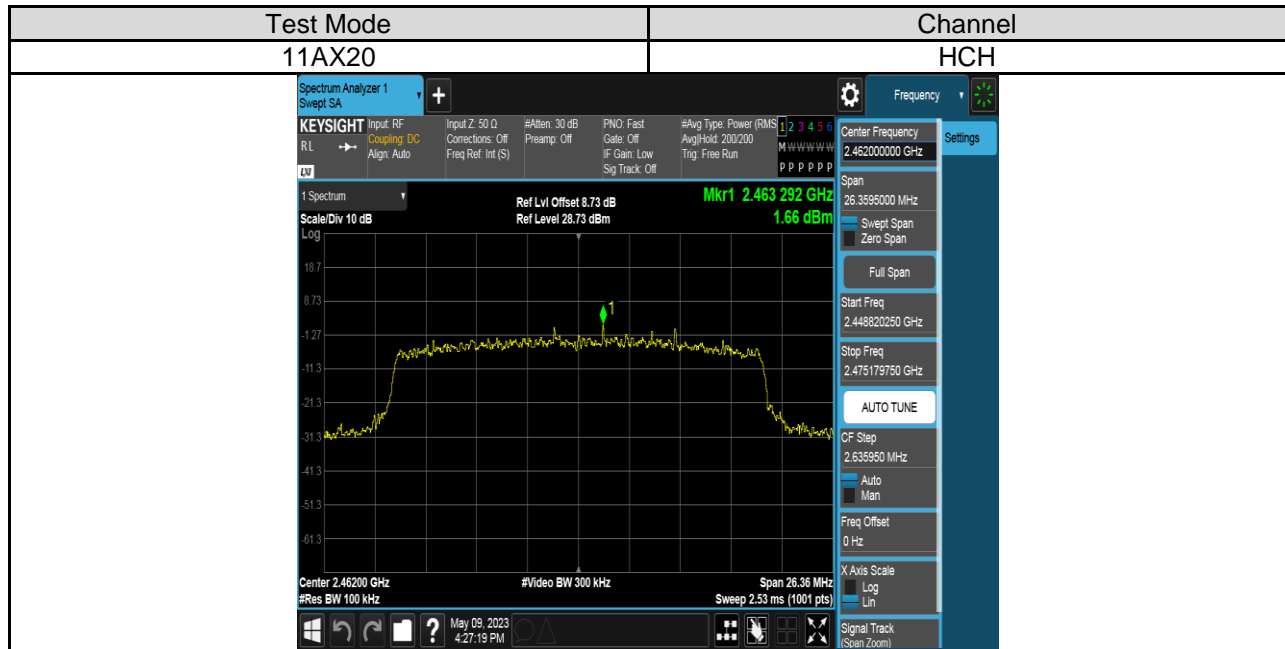 Test Mode
Channel
11AX20
HCH
Spectrum Analyzer 1
Swept SA
+
Frequency
KEYSIGHT
RL
LXI
Input: RF
Coupling: DC
Align: Auto
Input Z: 50 Ω
Corrections: Off
Freq Ref: Int (S)
#Atten: 30 dB
Preamp: Off
PNO: Fast
Gate: Off
IF Gain: Low
Sig Track: Off
#Avg Type: Power (RMS
Avg|Hold: 200/200
Trig: Free Run
1 2 3 4 5 6
M W W W W W
P P P P P P
1 Spectrum
Scale/Div 10 dB
Ref Lvl Offset 8.73 dB
Ref Level 28.73 dBm
Mkr1 2.463 292 GHz
1.66 dBm
Log
18.7
8.73
-1.27
-11.3
-21.3
-31.3
-41.3
-51.3
-61.3
1
Center 2.46200 GHz
#Res BW 100 kHz
#Video BW 300 kHz
Span 26.36 MHz
Sweep 2.53 ms (1001 pts)
Center Frequency
2.462000000 GHz
Settings
Span
26.3595000 MHz
Swept Span
Zero Span
Full Span
Start Freq
2.448820250 GHz
Stop Freq
2.475179750 GHz
AUTO TUNE
CF Step
2.635950 MHz
Auto
Man
Freq Offset
0 Hz
X Axis Scale
Log
Lin
Signal Track
(Span Zoom)
?
May 09, 2023
4:27:19 PM